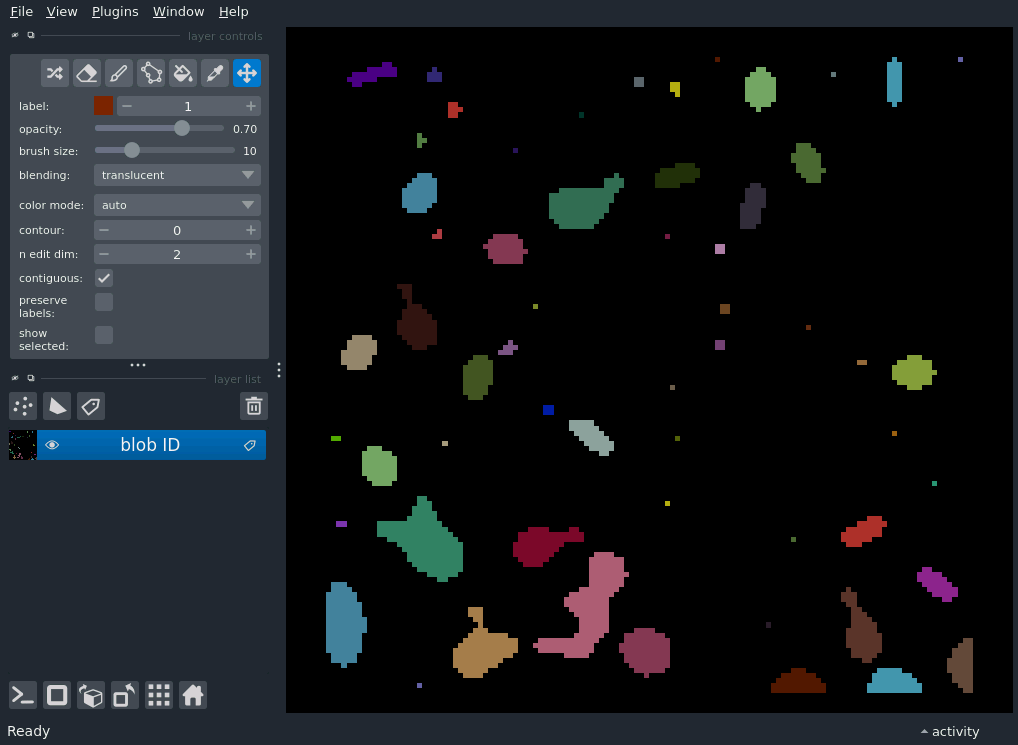 File View Plugins Window Help
layer controls
label: 1
opacity: 0.70
brush size: 10
blending: translucent
color mode: auto
contour: 0
n edit dim: 2
contiguous:
preserve
labels:
show
selected:
layer list
blob ID
Ready
activity